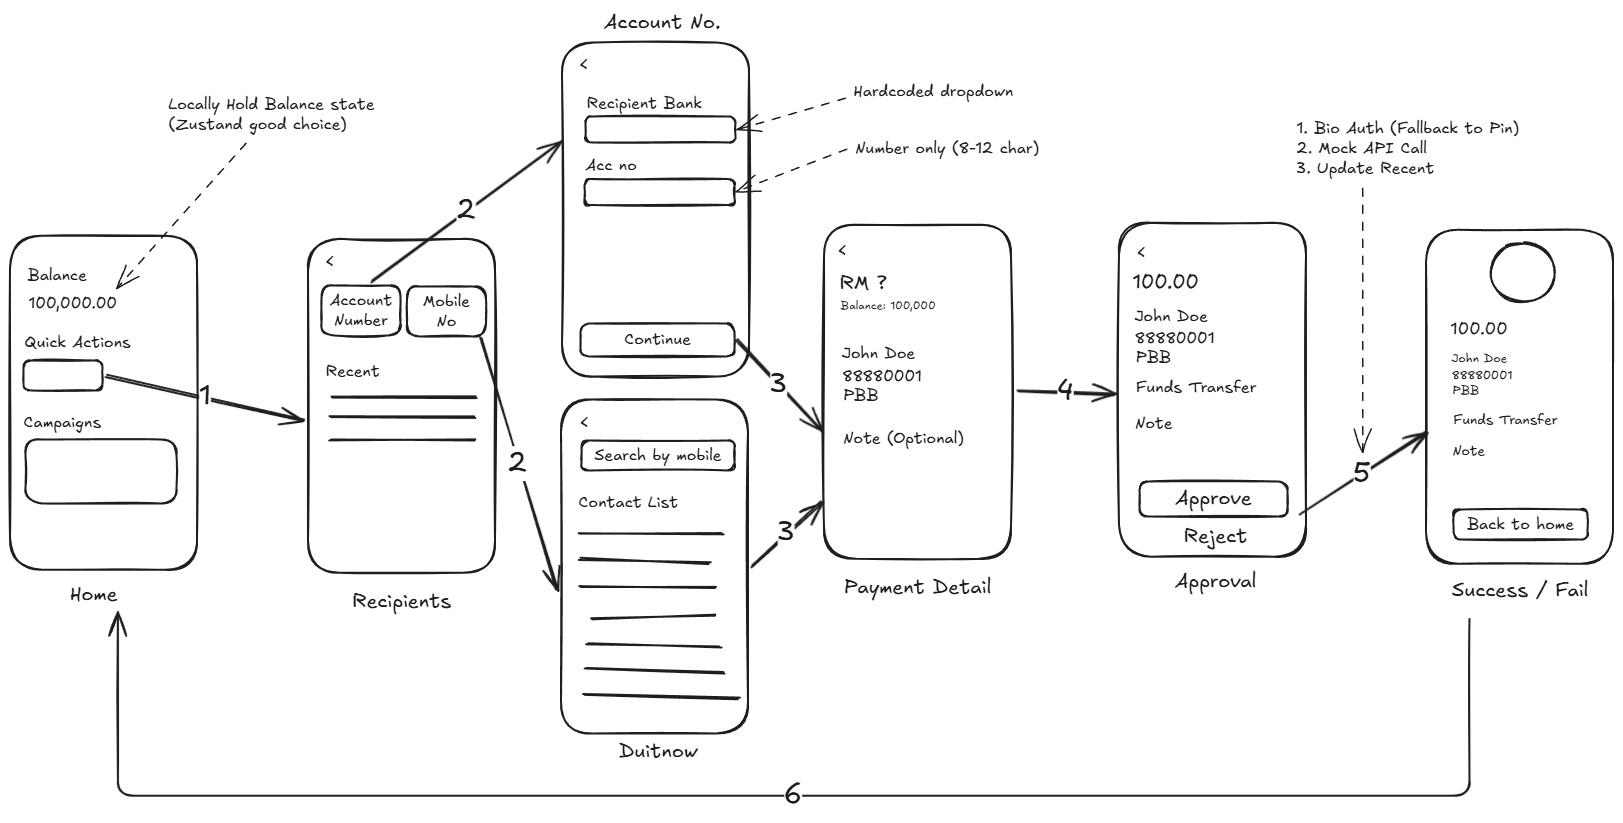 Account No.
<
Recipient Bank
Acc no
Continue
Hardcoded dropdown
Number only (8-12 char)
Locally Hold Balance state
(Zustand good choice)
Balance
100,000.00
Quick Actions
Campaigns
Home
1
<
Account
Number
Mobile
No
Recent
Recipients
2
2
<
Search by mobile
Contact List
Duitnow
3
3
<
RM ?
Balance: 100,000
John Doe
88880001
PBB
Note (Optional)
Payment Detail
4
<
100.00
John Doe
88880001
PBB
Funds Transfer
Note
Approve
Reject
Approval
1. Bio Auth (Fallback to Pin)
2. Mock API Call
3. Update Recent
5
100.00
John Doe
88880001
PBB
Funds Transfer
Note
Back to home
Success / Fail
6